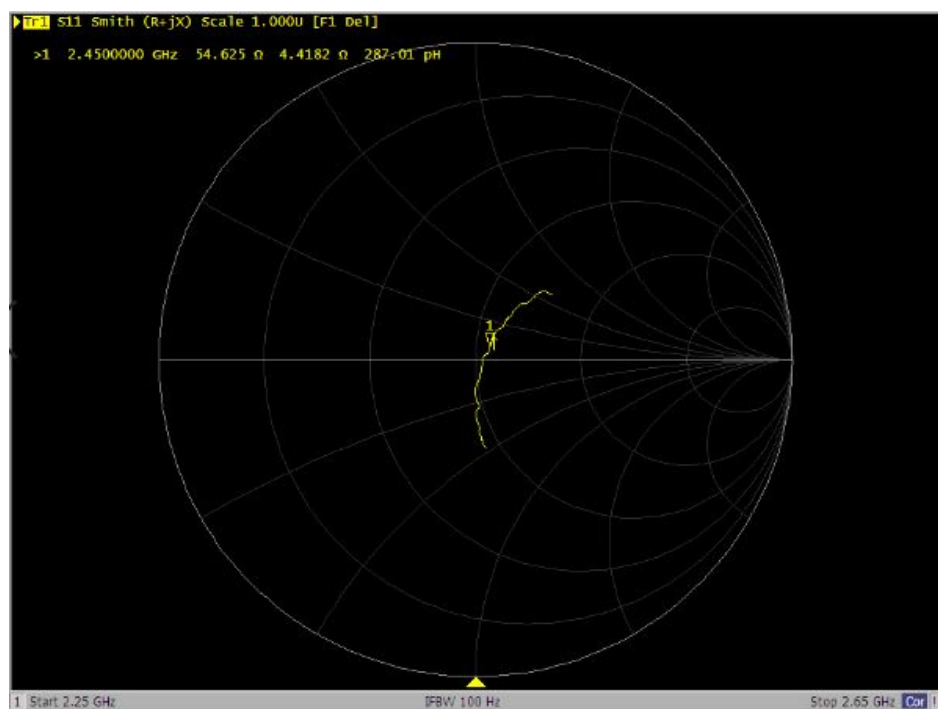 Tr1 S11 Smith (R+jX) Scale 1.000U [F1 Del]
>1 2.4500000 GHz 54.625 Ω 4.4182 Ω 287.01 pH
1
1 Start 2.25 GHz IFBW 100 Hz Stop 2.65 GHz Cor !